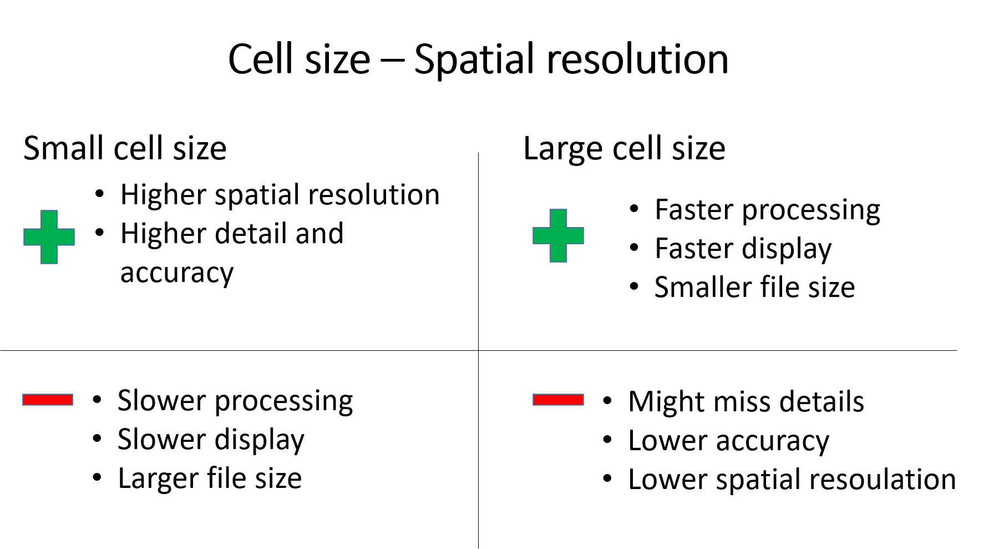 Cell size – Spatial resolution
Small cell size
• Higher spatial resolution
• Higher detail and
accuracy
Large cell size
• Faster processing
• Faster display
• Smaller file size
• Slower processing
• Slower display
• Larger file size
• Might miss details
• Lower accuracy
• Lower spatial resoulation